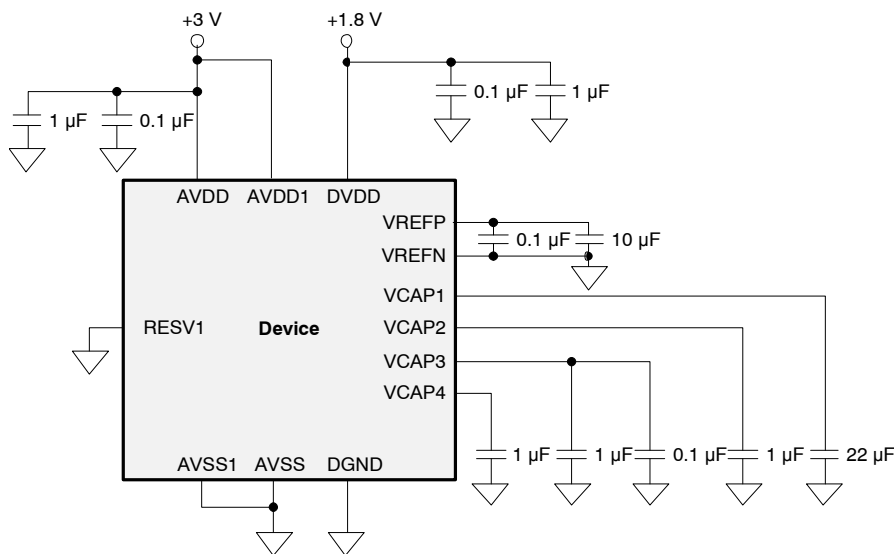 +3 V
+1.8 V
0.1 µF
1 µF
1 µF
0.1 µF
AVDD
AVDD1
DVDD
VREFP
0.1 µF
10 µF
VREFN
VCAP1
RESV1
Device
VCAP2
VCAP3
VCAP4
1 µF
1 µF
0.1 µF
1 µF
22 µF
AVSS1
AVSS
DGND